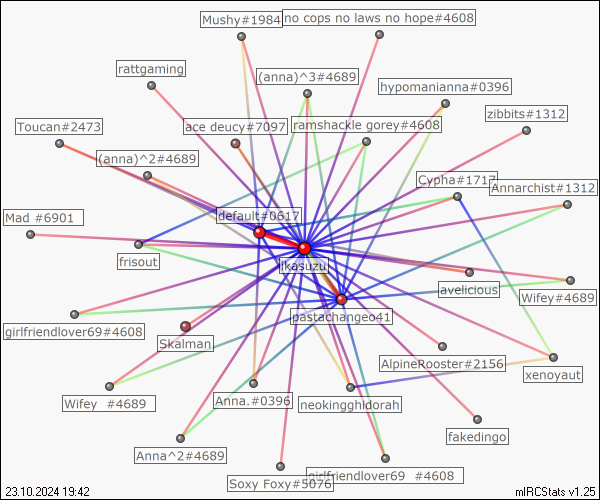 Mushy#1984
no cops no laws no hope#4608
rattgaming
(anna)^3#4689
hypomanianna#0396
zibbits#1312
Toucan#2473
ace deucy#7097
ramshackle gorey#4608
(anna)^2#4689
Cypha#1717
Annarchist#1312
Mad #6901
default#0617
frisout
Ikasuzu
avelicious
Wifey#4689
pastachangeo41
girlfriendlover69#4608
Skalman
AlpineRooster#2156
xenoyaut
Wifey  #4689
Anna.#0396
neokingghidorah
fakedingo
Anna^2#4689
Soxy Foxy#5076
girlfriendlover69  #4608
23.10.2024 19:42
mIRCStats v1.25